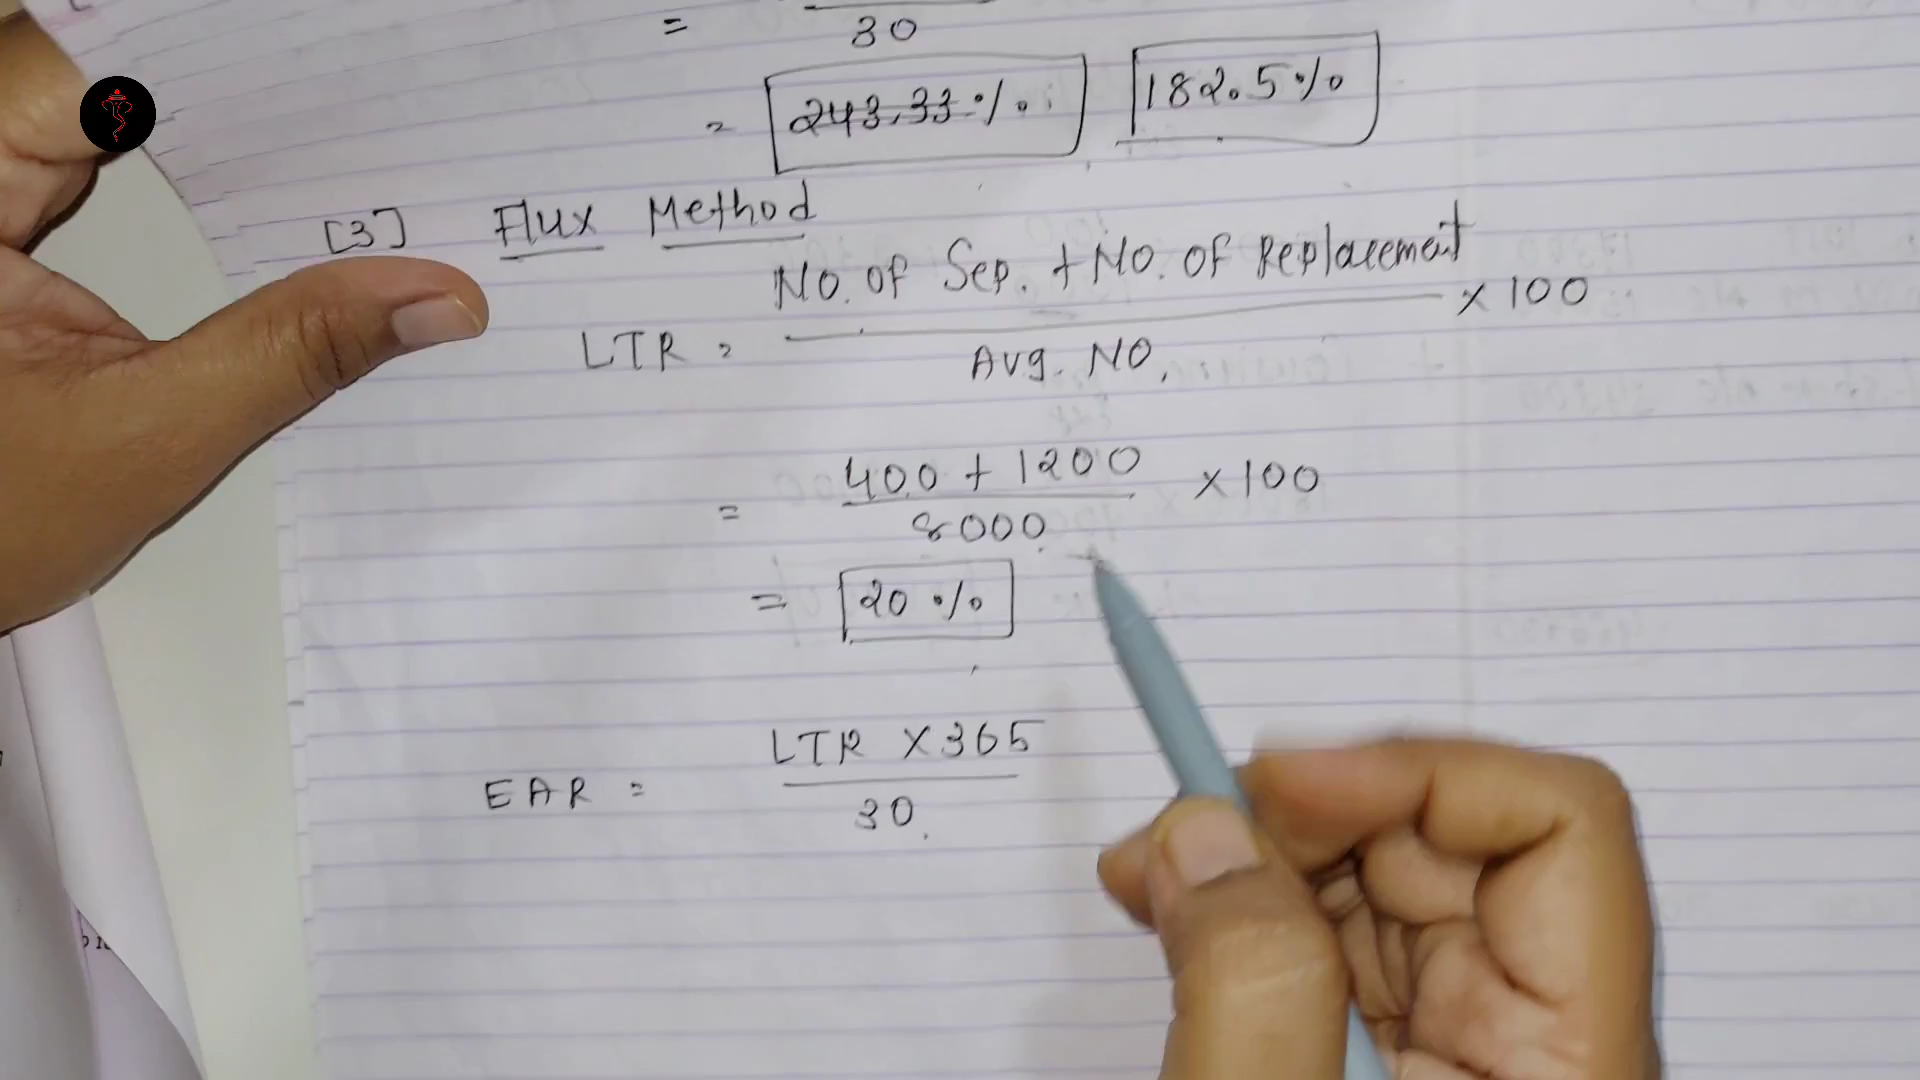 =
30
= 243.33% 182.5%
[3] Flux Method
LTR = No. of Sep. + No. of Replacement / Avg. No. × 100
= 400 + 1200 / 8000 × 100
= 20%
EAR = LTR × 365 / 30